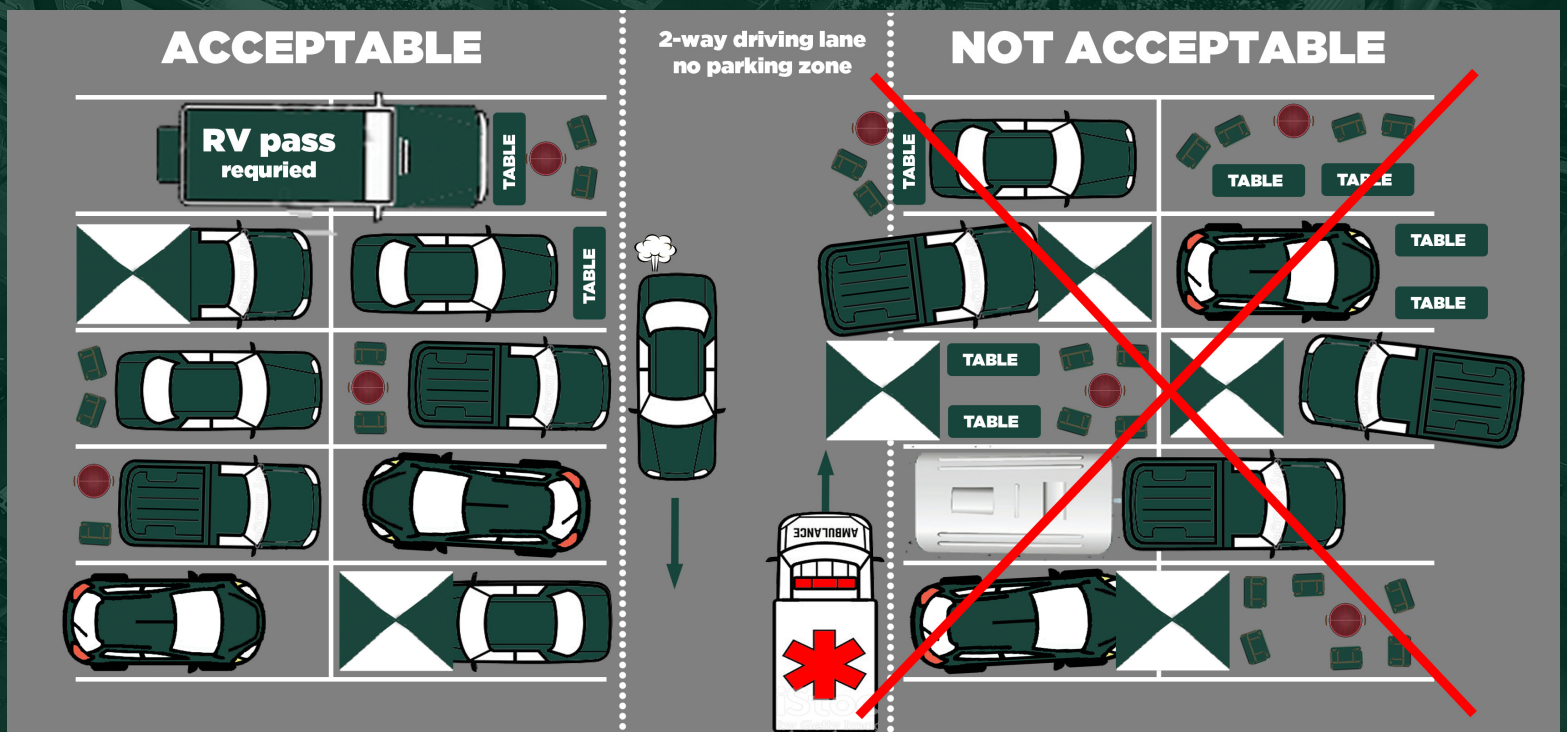 ACCEPTABLE
2-way driving lane
no parking zone
NOT ACCEPTABLE
RV pass
requried
TABLE
TABLE
TABLE
TABLE
TABLE
TABLE
TABLE
TABLE
TABLE
AMBULANCE